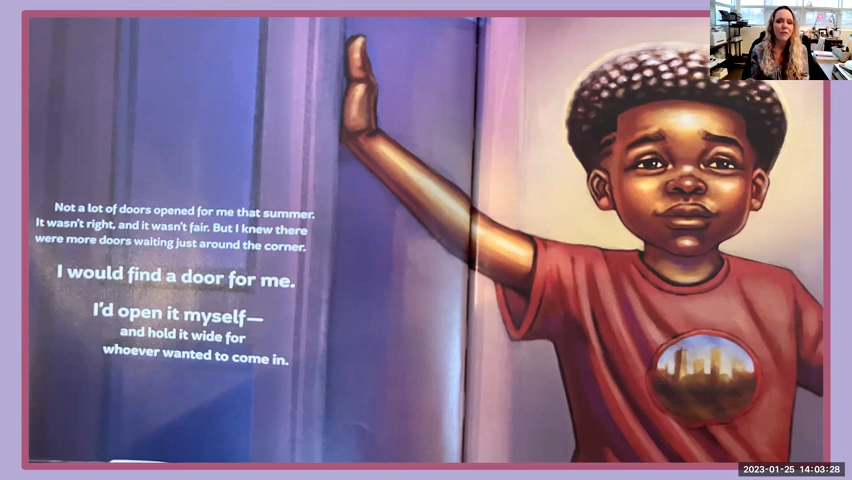 Not a lot of doors opened for me that summer.
It wasn't right, and it wasn't fair. But I knew there
were more doors waiting just around the corner.
I would find a door for me.
I'd open it myself—
and hold it wide for
whoever wanted to come in.
2023-01-25 14:03:28